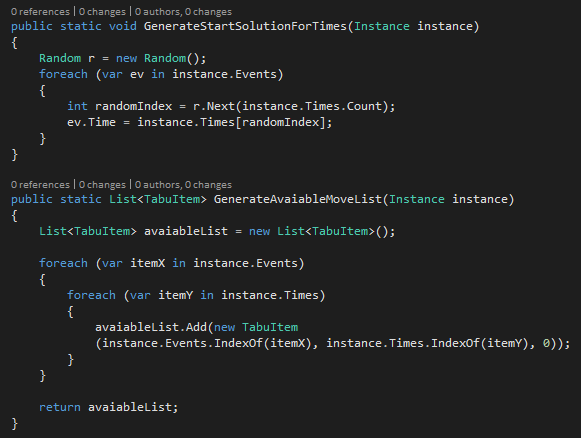 0 references | 0 changes | 0 authors, 0 changes
public static void GenerateStartSolutionForTimes(Instance instance)
{
    Random r = new Random();
    foreach (var ev in instance.Events)
    {
        int randomIndex = r.Next(instance.Times.Count);
        ev.Time = instance.Times[randomIndex];
    }
}
0 references | 0 changes | 0 authors, 0 changes
public static List<TabuItem> GenerateAvaiableMoveList(Instance instance)
{
    List<TabuItem> avaiableList = new List<TabuItem>();
    foreach (var itemX in instance.Events)
    {
        foreach (var itemY in instance.Times)
        {
            avaiableList.Add(new TabuItem
            (instance.Events.IndexOf(itemX), instance.Times.IndexOf(itemY), 0));
        }
    }
    return avaiableList;
}